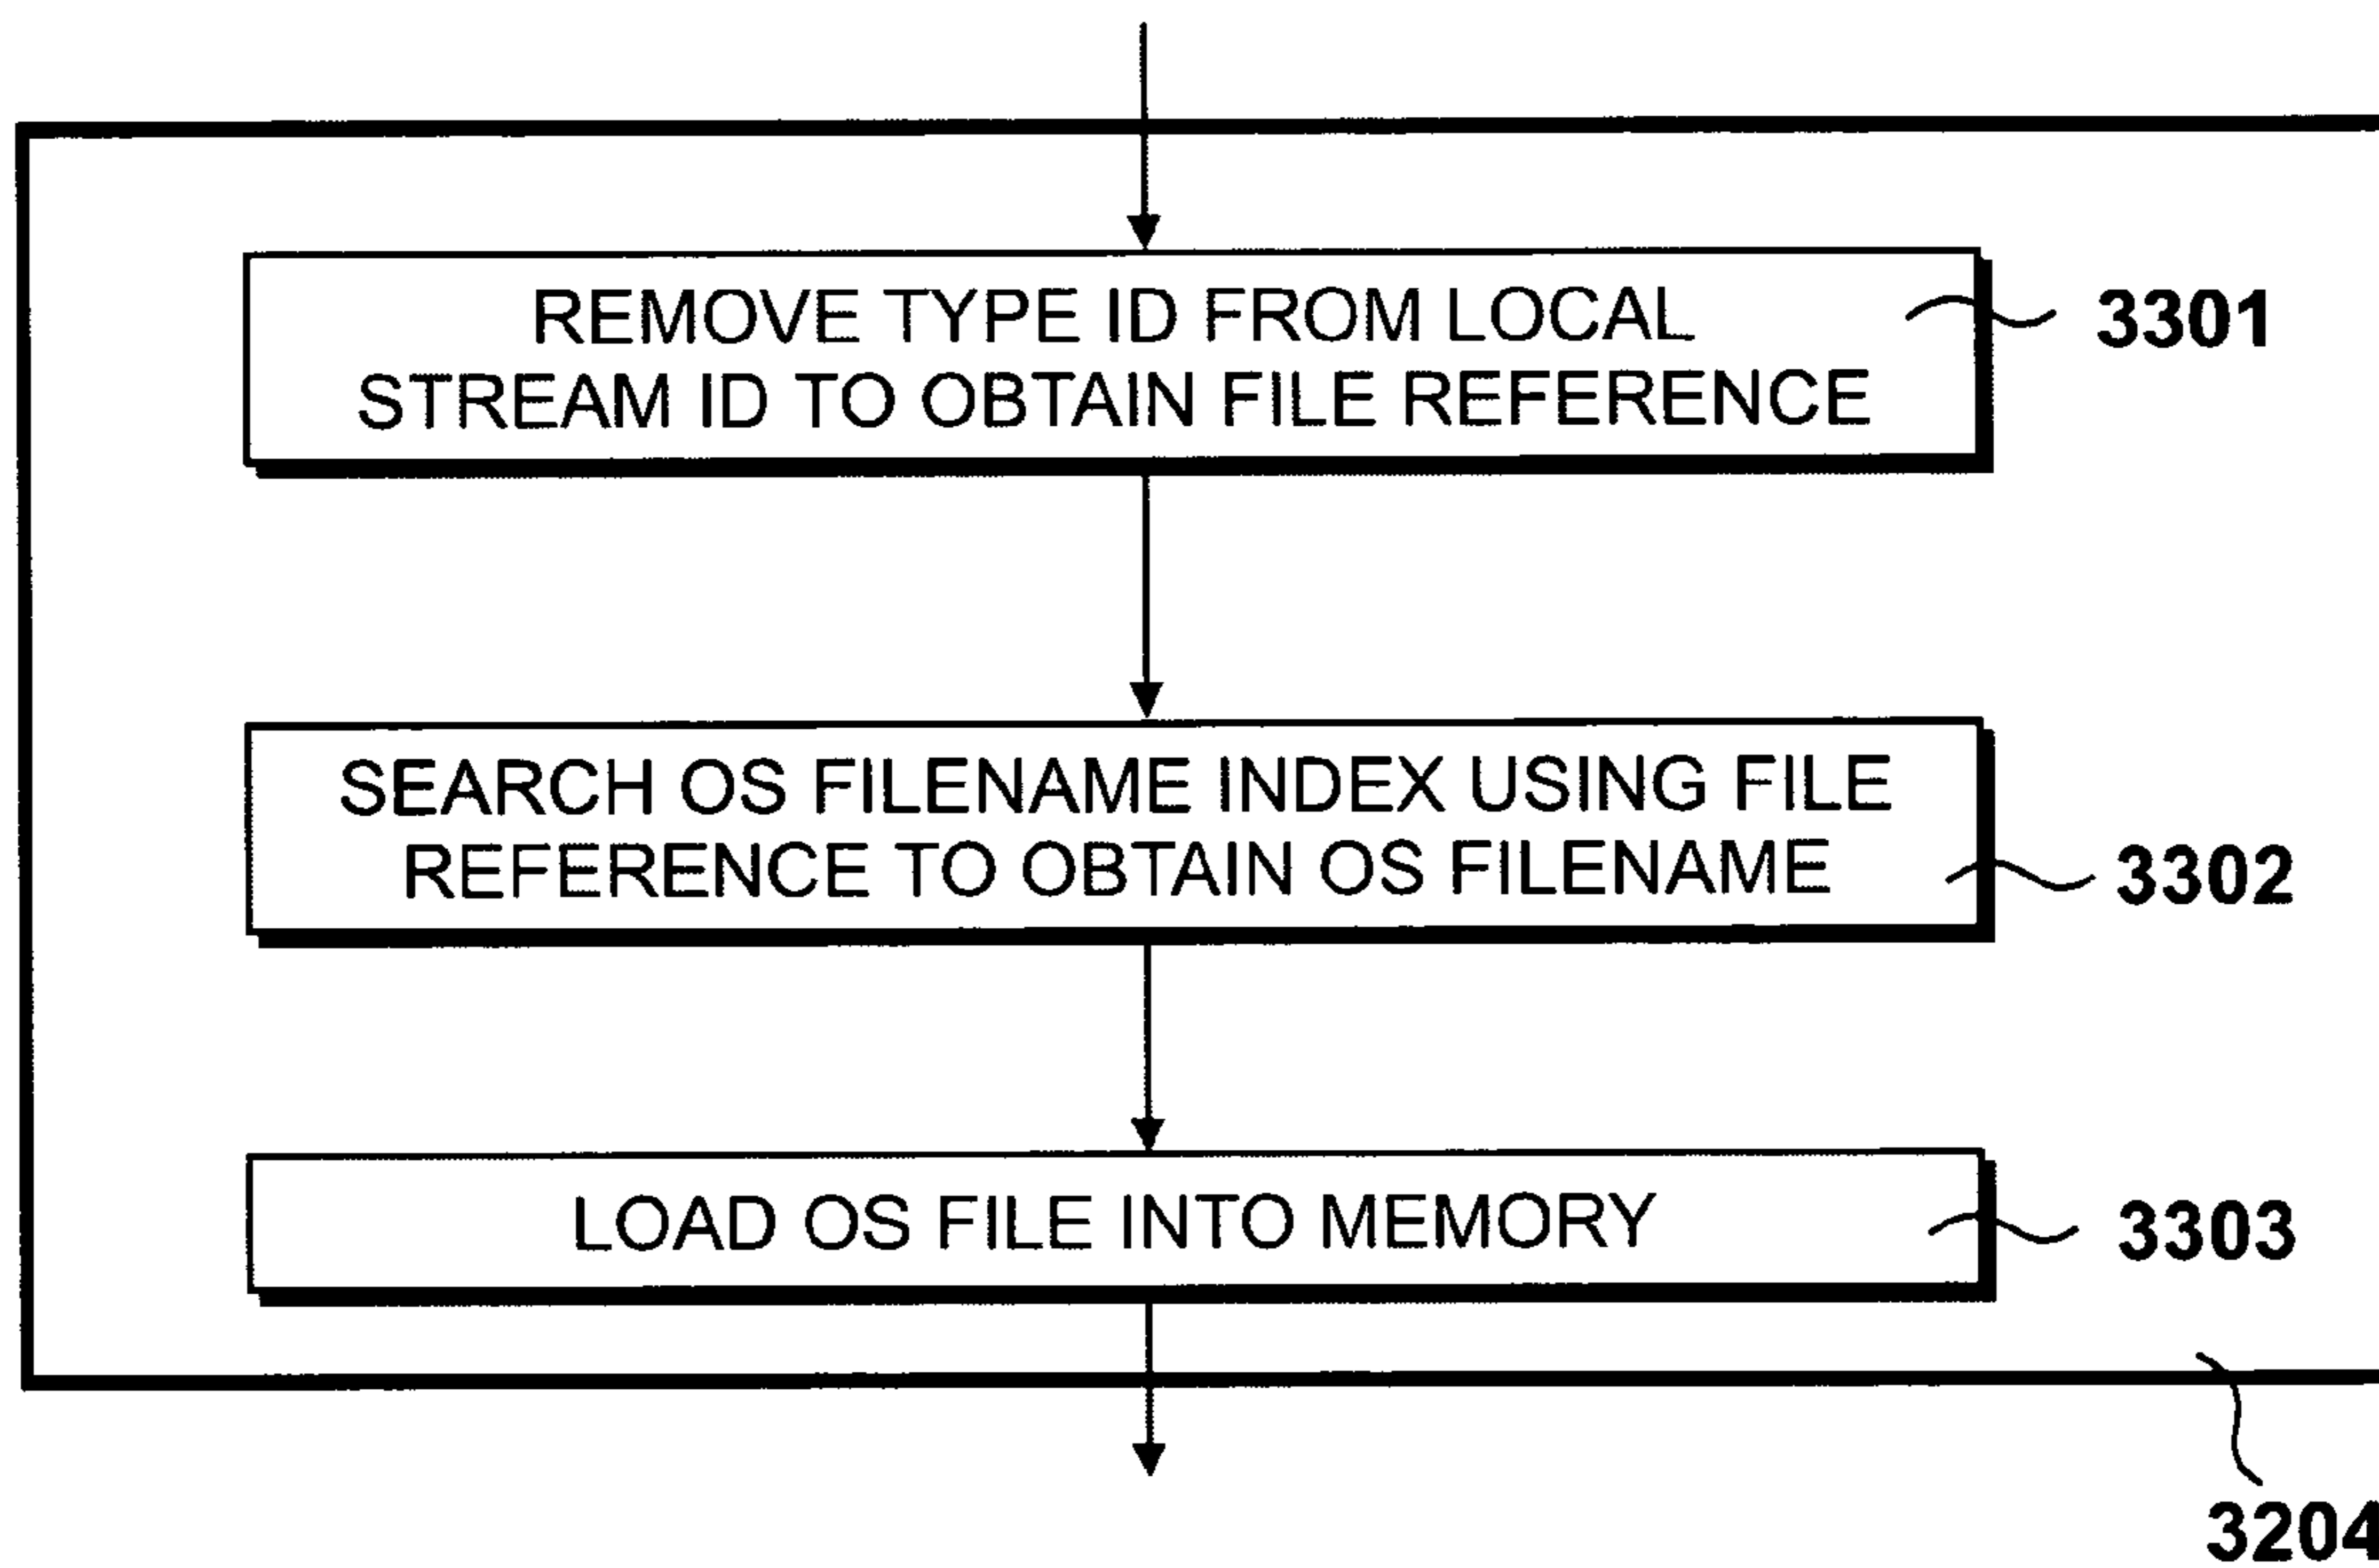 REMOVE TYPE ID FROM LOCAL
STREAM ID TO OBTAIN FILE REFERENCE
3301
SEARCH OS FILENAME INDEX USING FILE
REFERENCE TO OBTAIN OS FILENAME
3302
LOAD OS FILE INTO MEMORY
3303
3204